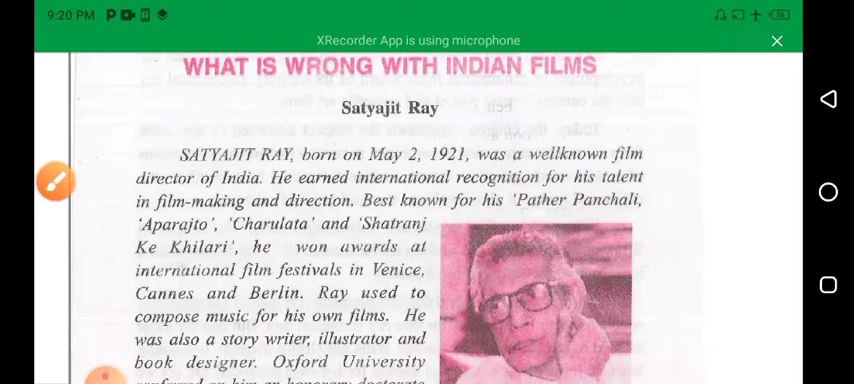 9:20 PM
56
XRecorder App is using microphone
WHAT IS WRONG WITH INDIAN FILMS
Satyajit Ray
SATYAJIT RAY, born on May 2, 1921, was a wellknown film
director of India. He earned international recognition for his talent
in film-making and direction. Best known for his 'Pather Panchali,
'Aparajto', 'Charulata' and 'Shatranj
Ke Khilari', he won awards at
international film festivals in Venice,
Cannes and Berlin. Ray used to
compose music for his own films. He
was also a story writer, illustrator and
book designer. Oxford University